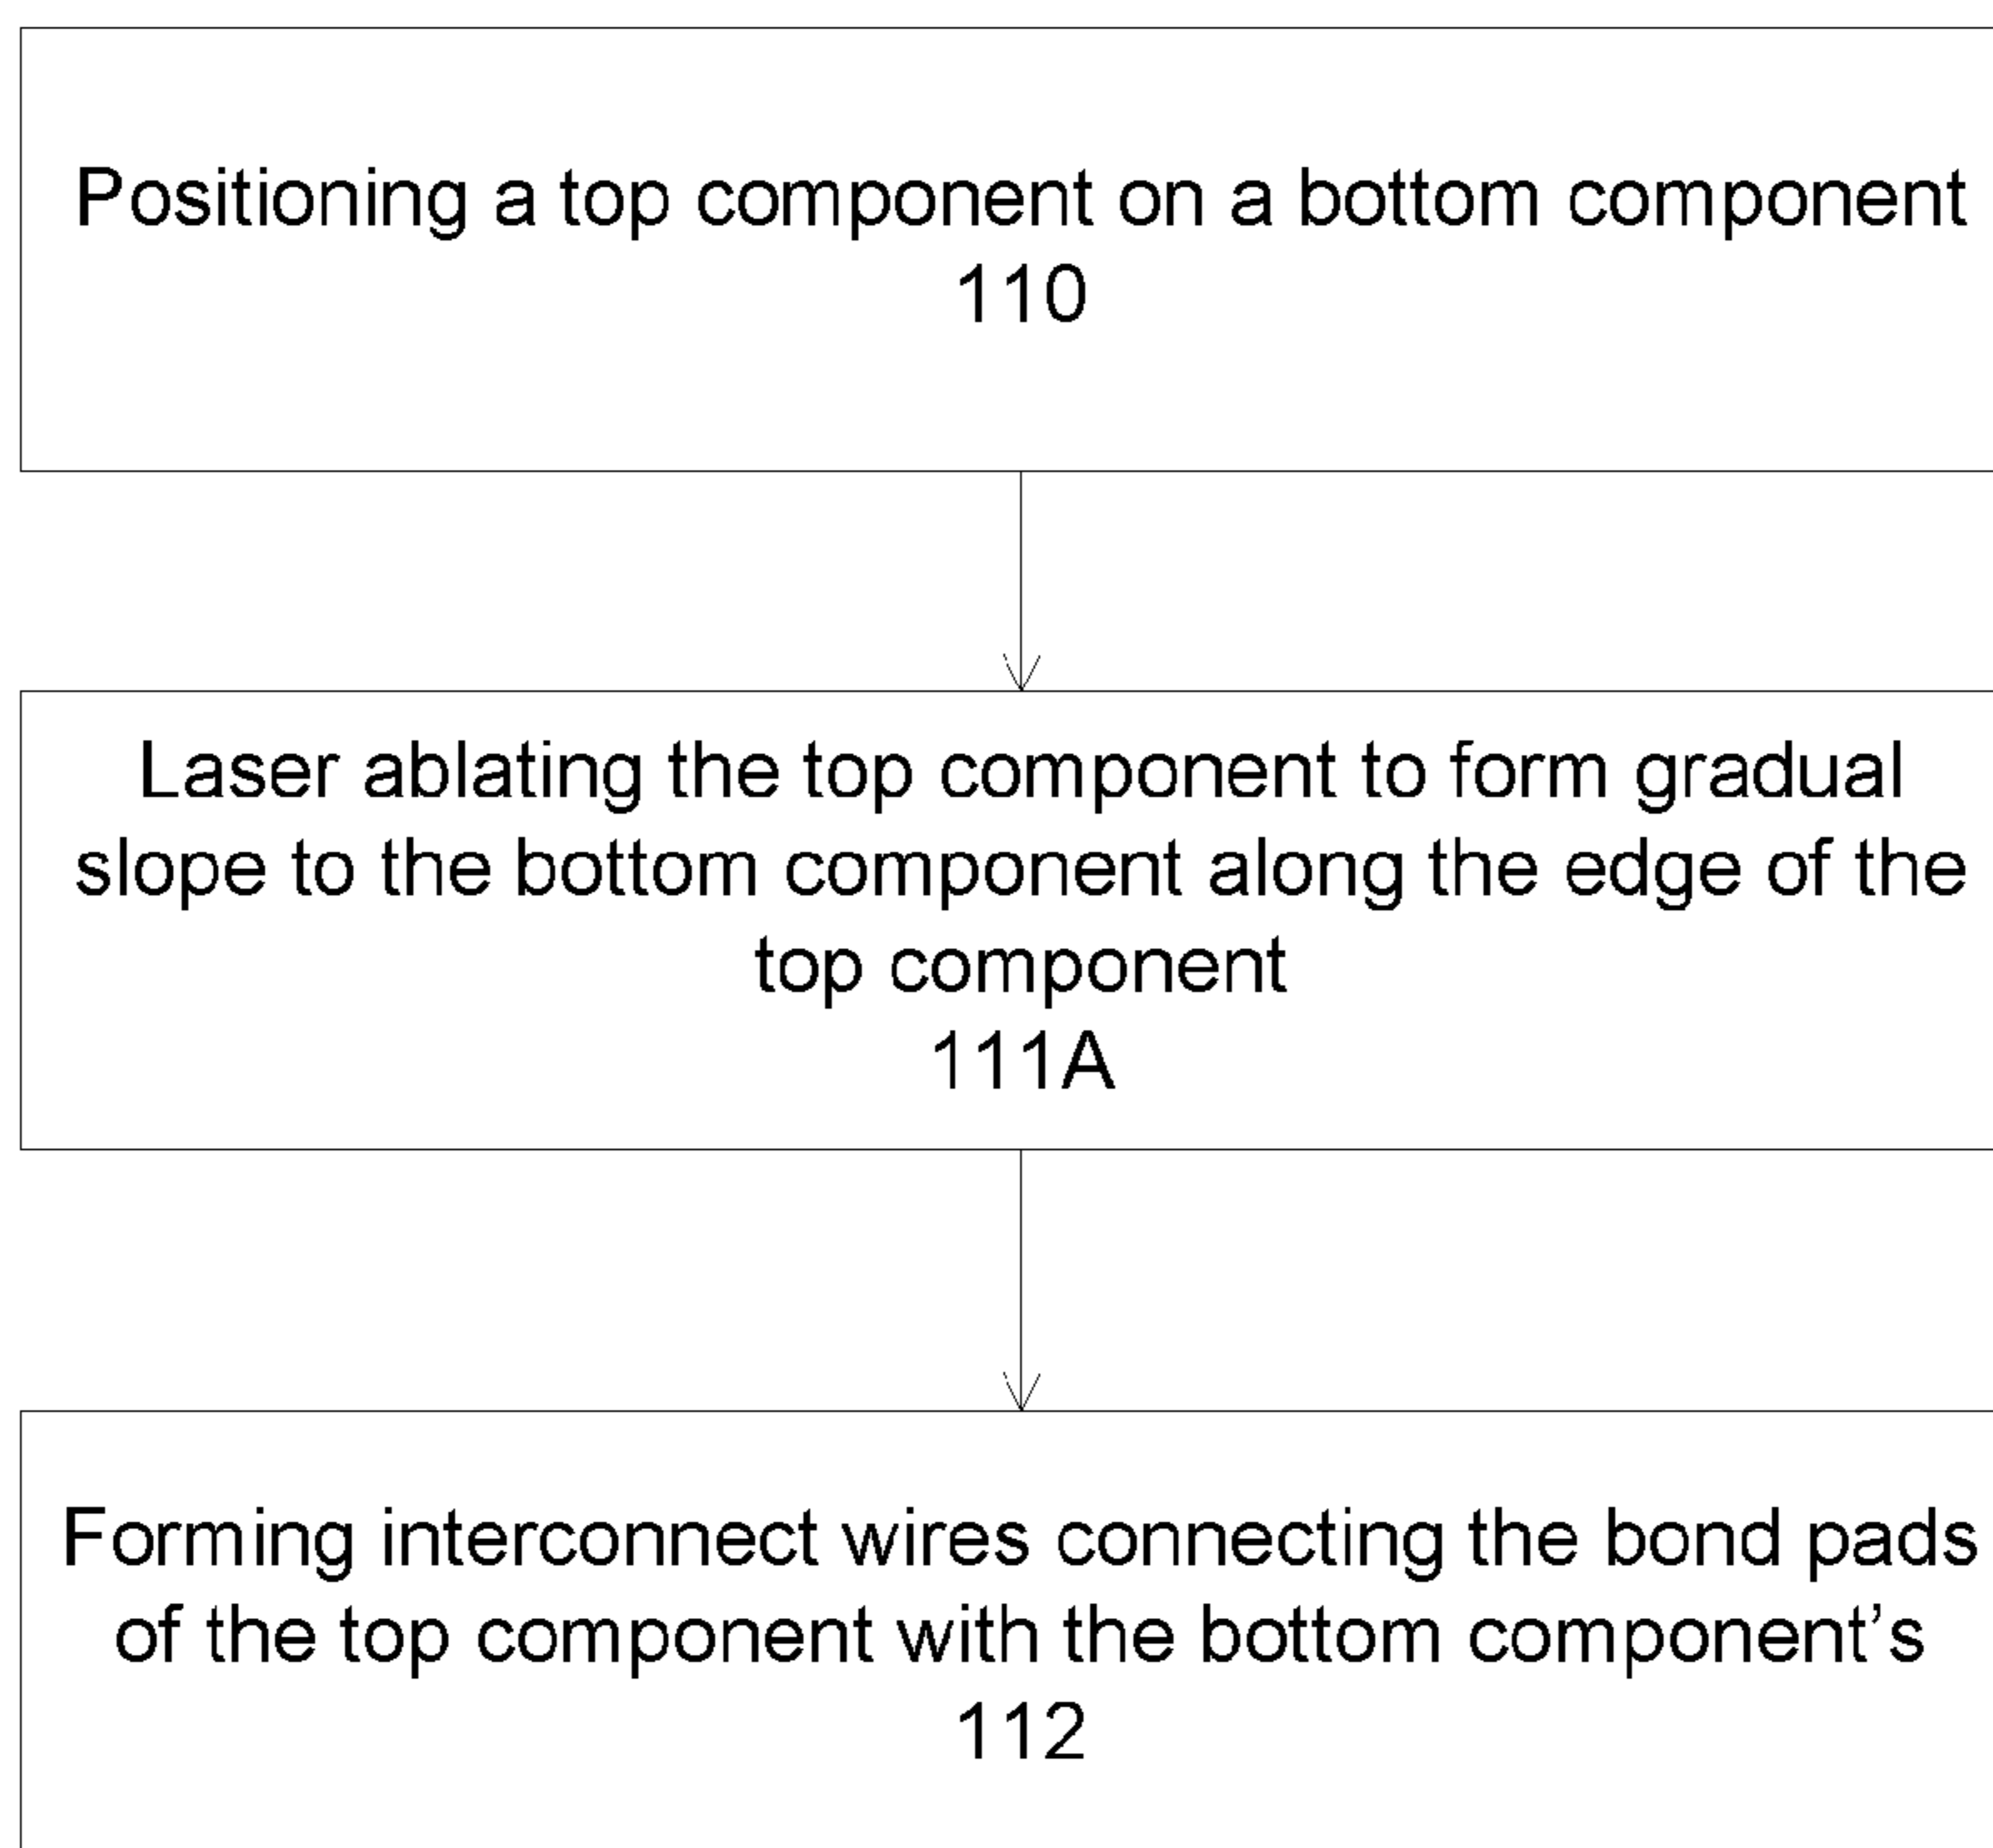 Positioning a top component on a bottom component
110
Laser ablating the top component to form gradual
slope to the bottom component along the edge of the
top component
111A
Forming interconnect wires connecting the bond pads
of the top component with the bottom component’s
112